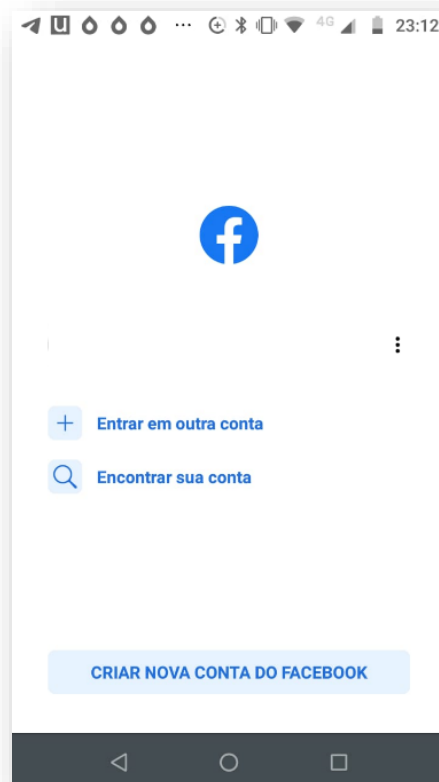 4G 23:12
Entrar em outra conta
Encontrar sua conta
CRIAR NOVA CONTA DO FACEBOOK